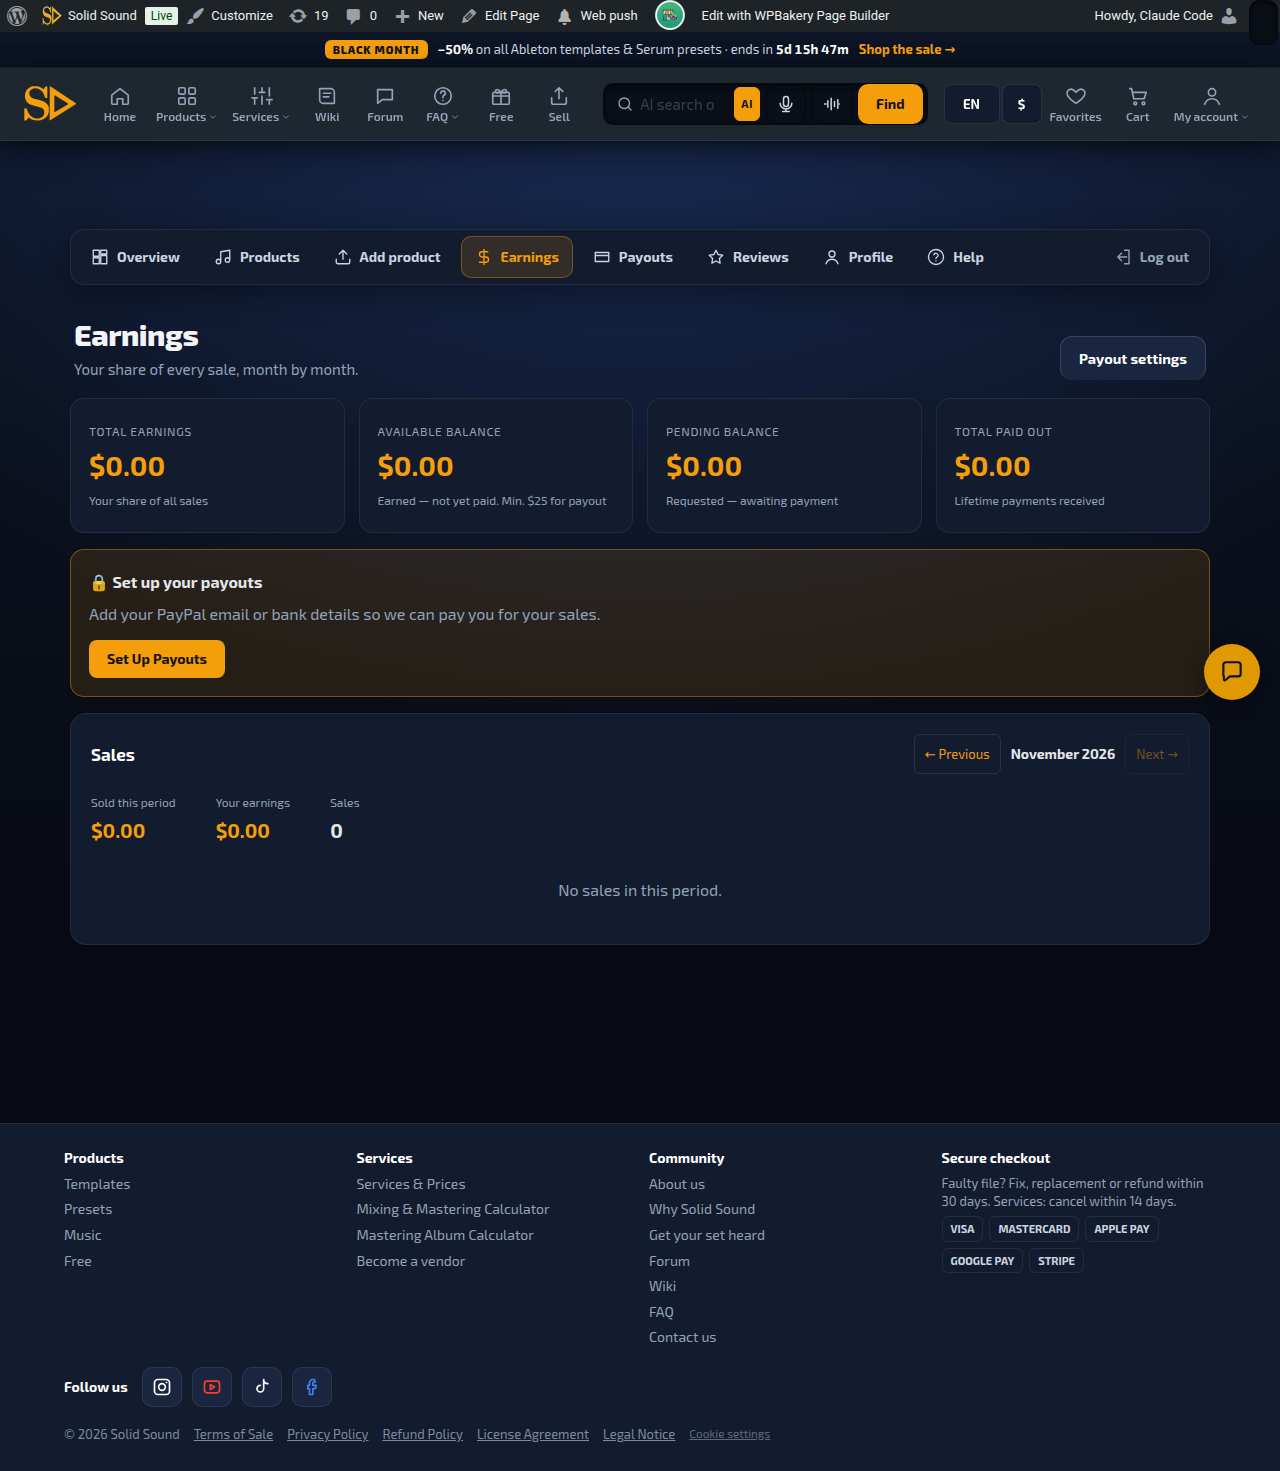 Solid Sound Live Customize 19 0 New Edit Page Web push Edit with WPBakery Page Builder Howdy, Claude Code
BLACK MONTH −50% on all Ableton templates & Serum presets · ends in 5d 15h 47m Shop the sale →
Home Products Services Wiki Forum FAQ Free Sell
AI search o AI Find EN $ Favorites Cart My account
Overview Products Add product Earnings Payouts Reviews Profile Help Log out
Earnings
Your share of every sale, month by month.
Payout settings
TOTAL EARNINGS
$0.00
Your share of all sales
AVAILABLE BALANCE
$0.00
Earned — not yet paid. Min. $25 for payout
PENDING BALANCE
$0.00
Requested — awaiting payment
TOTAL PAID OUT
$0.00
Lifetime payments received
Set up your payouts
Add your PayPal email or bank details so we can pay you for your sales.
Set Up Payouts
Sales
← Previous November 2026 Next →
Sold this period
$0.00
Your earnings
$0.00
Sales
0
No sales in this period.
Products
Templates
Presets
Music
Free
Services
Services & Prices
Mixing & Mastering Calculator
Mastering Album Calculator
Become a vendor
Community
About us
Why Solid Sound
Get your set heard
Forum
Wiki
FAQ
Contact us
Secure checkout
Faulty file? Fix, replacement or refund within
30 days. Services: cancel within 14 days.
VISA MASTERCARD APPLE PAY
GOOGLE PAY STRIPE
Follow us
© 2026 Solid Sound Terms of Sale Privacy Policy Refund Policy License Agreement Legal Notice Cookie settings